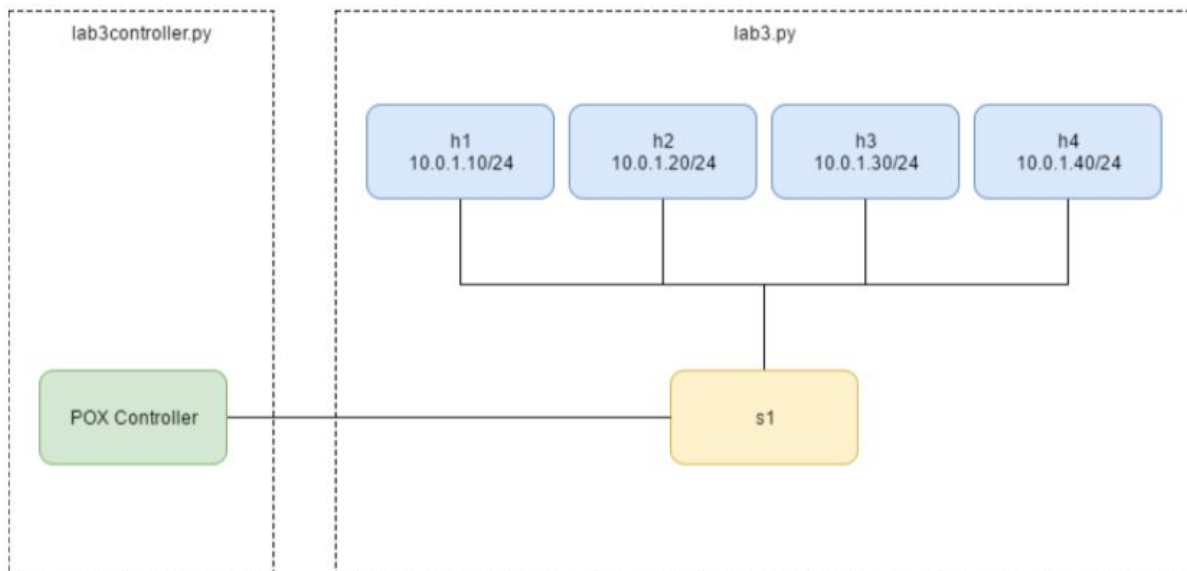 lab3controller.py
lab3.py
h1
10.0.1.10/24
h2
10.0.1.20/24
h3
10.0.1.30/24
h4
10.0.1.40/24
POX Controller
s1